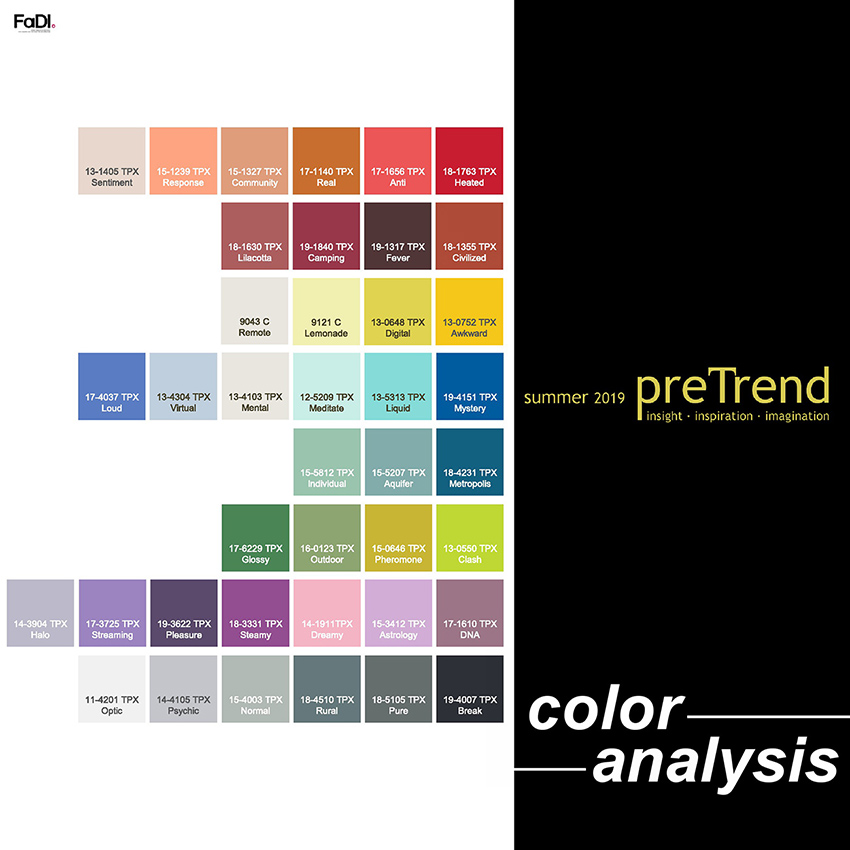 FaDI.
13-1405 TPX
Sentiment
15-1239 TPX
Response
15-1327 TPX
Community
17-1140 TPX
Real
17-1656 TPX
Anti
18-1763 TPX
Heated
18-1630 TPX
Lilacotta
19-1840 TPX
Camping
19-1317 TPX
Fever
18-1355 TPX
Civilized
9043 C
Remote
9121 C
Lemonade
13-0648 TPX
Digital
13-0752 TPX
Awkward
17-4037 TPX
Loud
13-4304 TPX
Virtual
13-4103 TPX
Mental
12-5209 TPX
Meditate
13-5313 TPX
Liquid
19-4151 TPX
Mystery
15-5812 TPX
Individual
15-5207 TPX
Aquifer
18-4231 TPX
Metropolis
17-6229 TPX
Glossy
16-0123 TPX
Outdoor
15-0646 TPX
Pheromone
13-0550 TPX
Clash
14-3904 TPX
Halo
17-3725 TPX
Streaming
19-3622 TPX
Pleasure
18-3331 TPX
Steamy
14-1911TPX
Dreamy
15-3412 TPX
Astrology
17-1610 TPX
DNA
11-4201 TPX
Optic
14-4105 TPX
Psychic
15-4003 TPX
Normal
18-4510 TPX
Rural
18-5105 TPX
Pure
19-4007 TPX
Break
summer 2019 preTrend
insight · inspiration · imagination
color
analysis